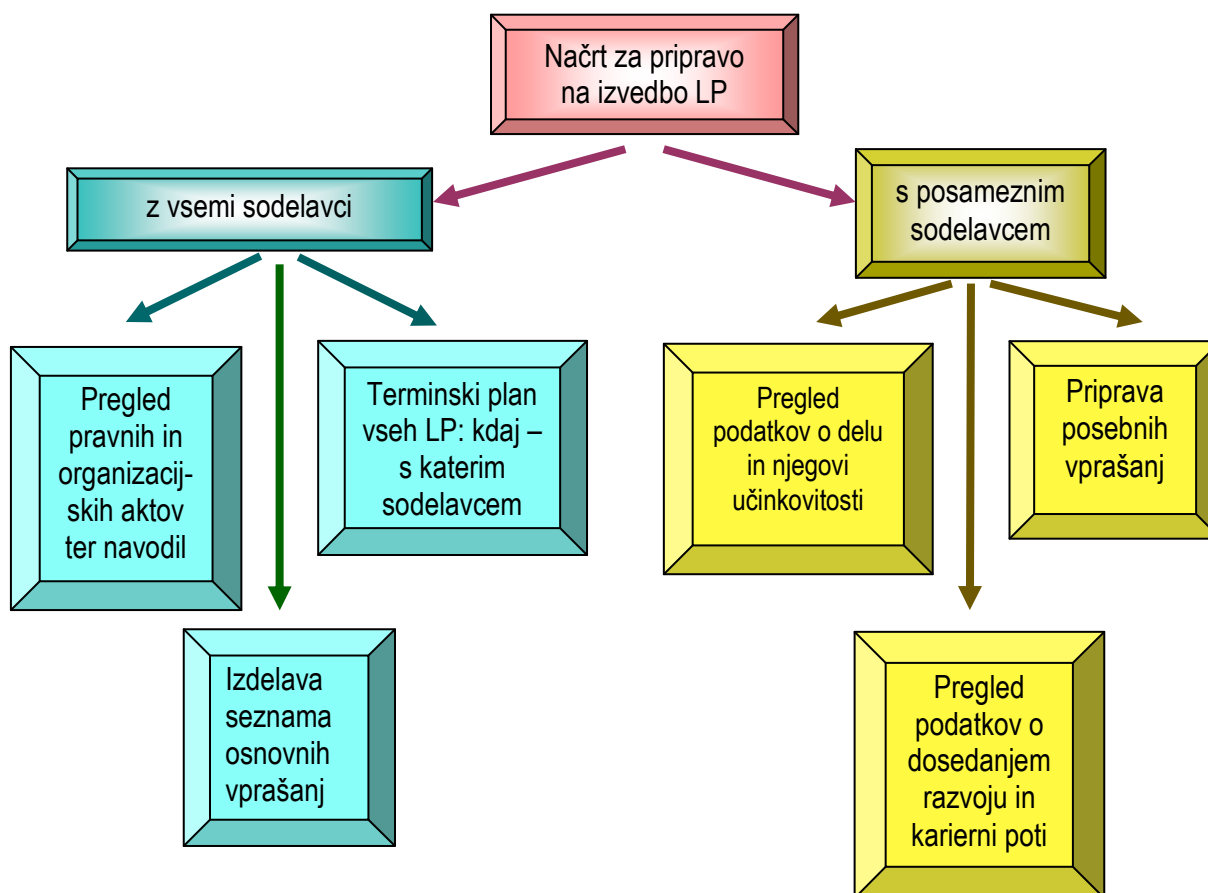 Načrt za pripravo
na izvedbo LP
z vsemi sodelavci
s posameznim
sodelavcem
Pregled
pravnih in
organizacij-
skih aktov
ter navodil
Terminski plan
vseh LP: kdaj –
s katerim
sodelavcem
Pregled
podatkov o delu
in njegovi
učinkovitosti
Priprava
posebnih
vprašanj
Izdelava
seznama
osnovnih
vprašanj
Pregled
podatkov o
dosedanjem
razvoju in
karierni poti